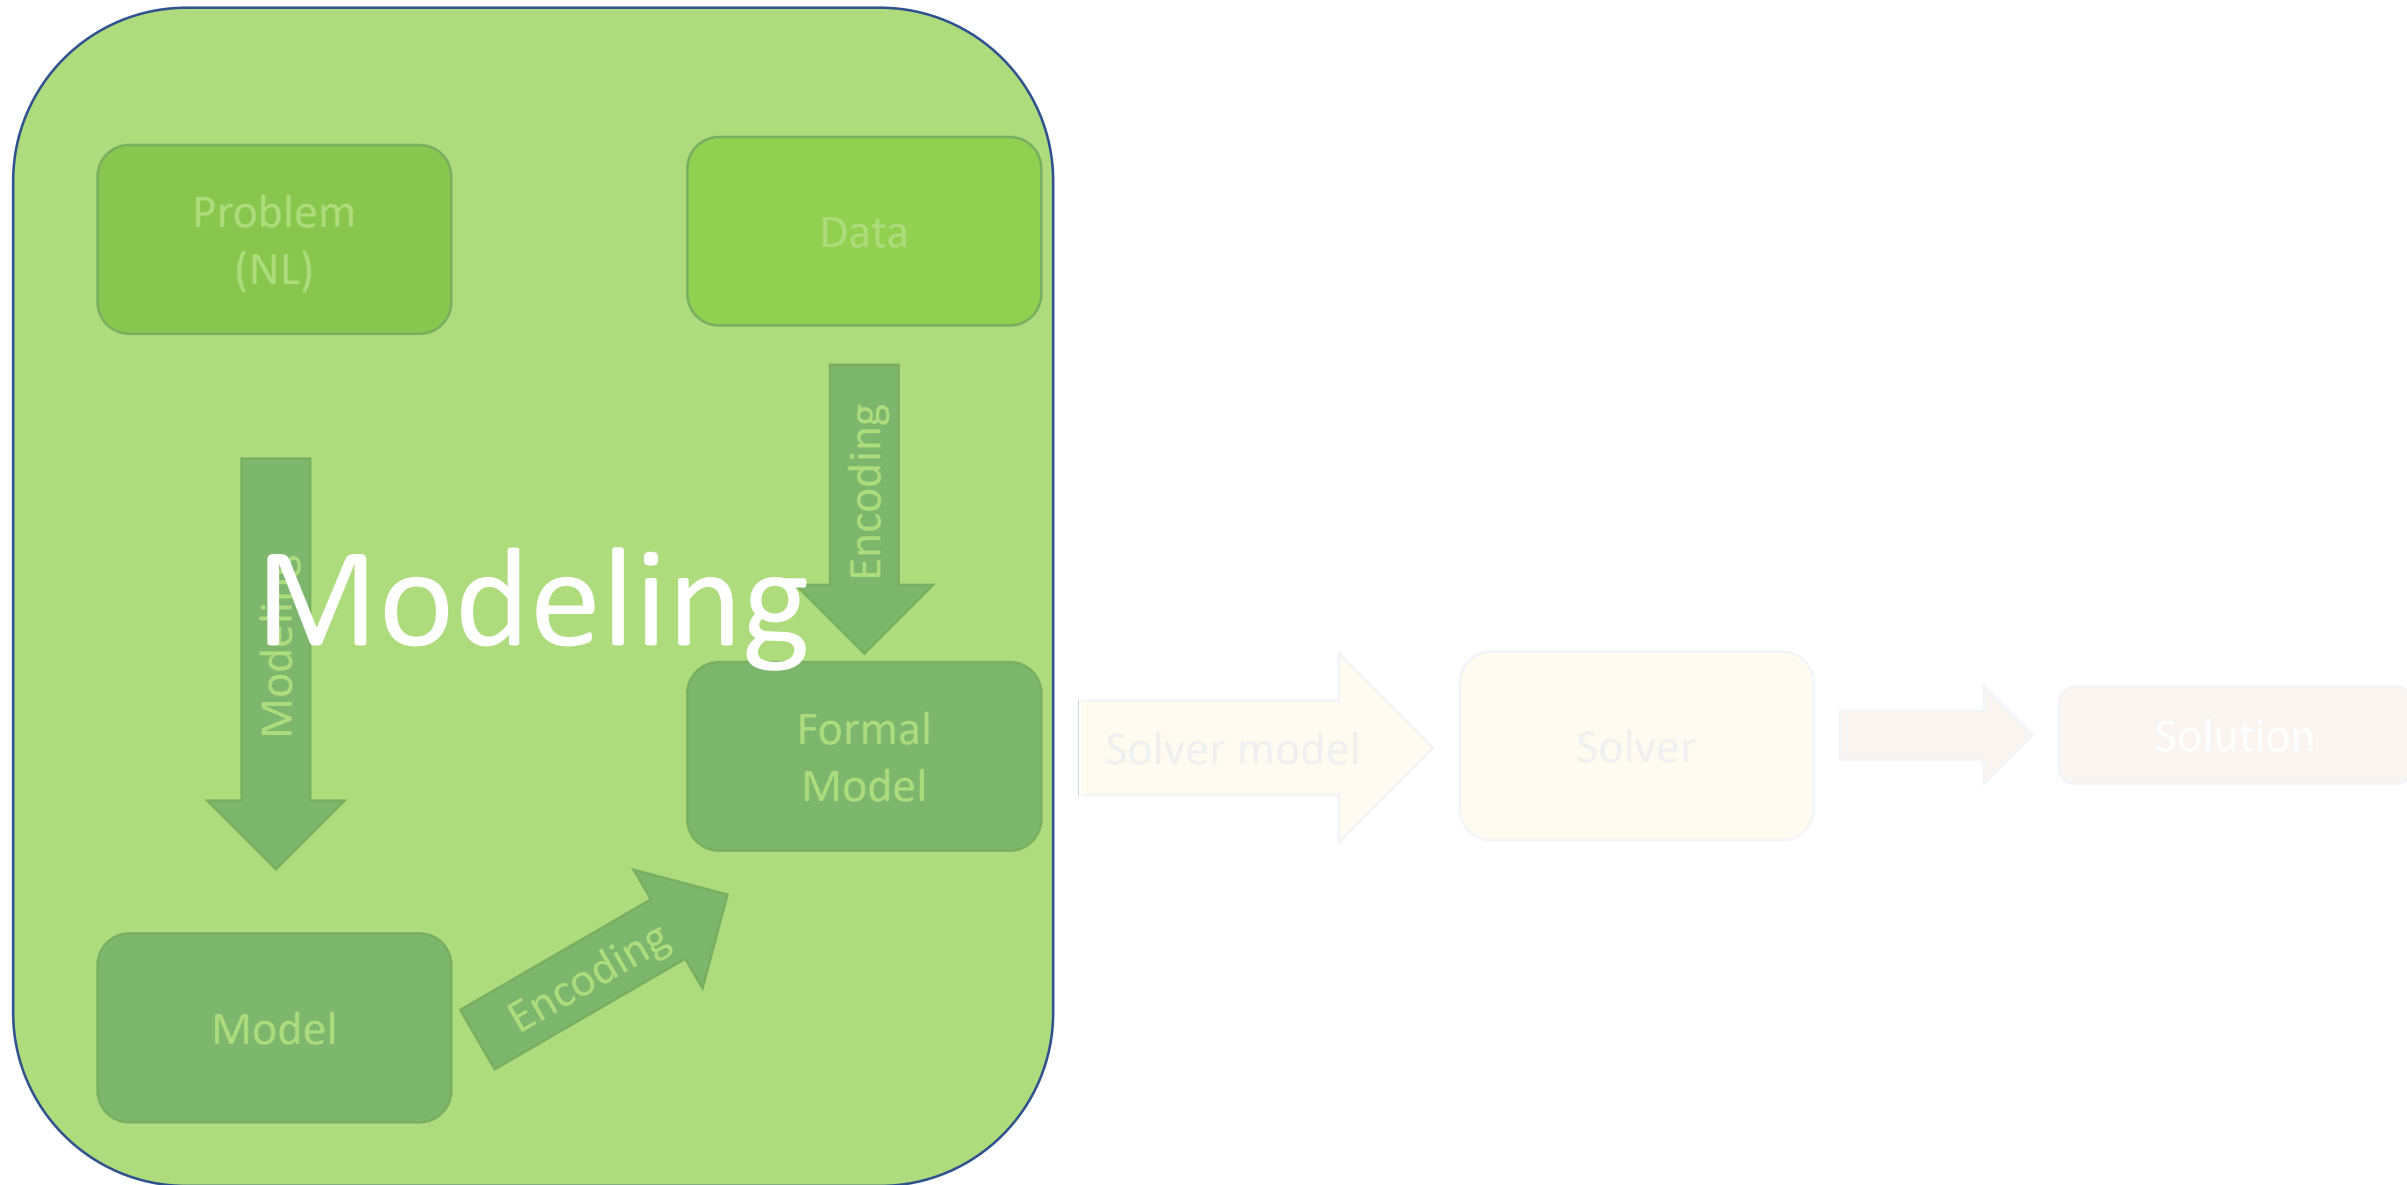 Problem
(NL)
Data
Encoding
Modeling
Modeling
Formal
Model
Solver model
Solver
Solution
Encoding
Model